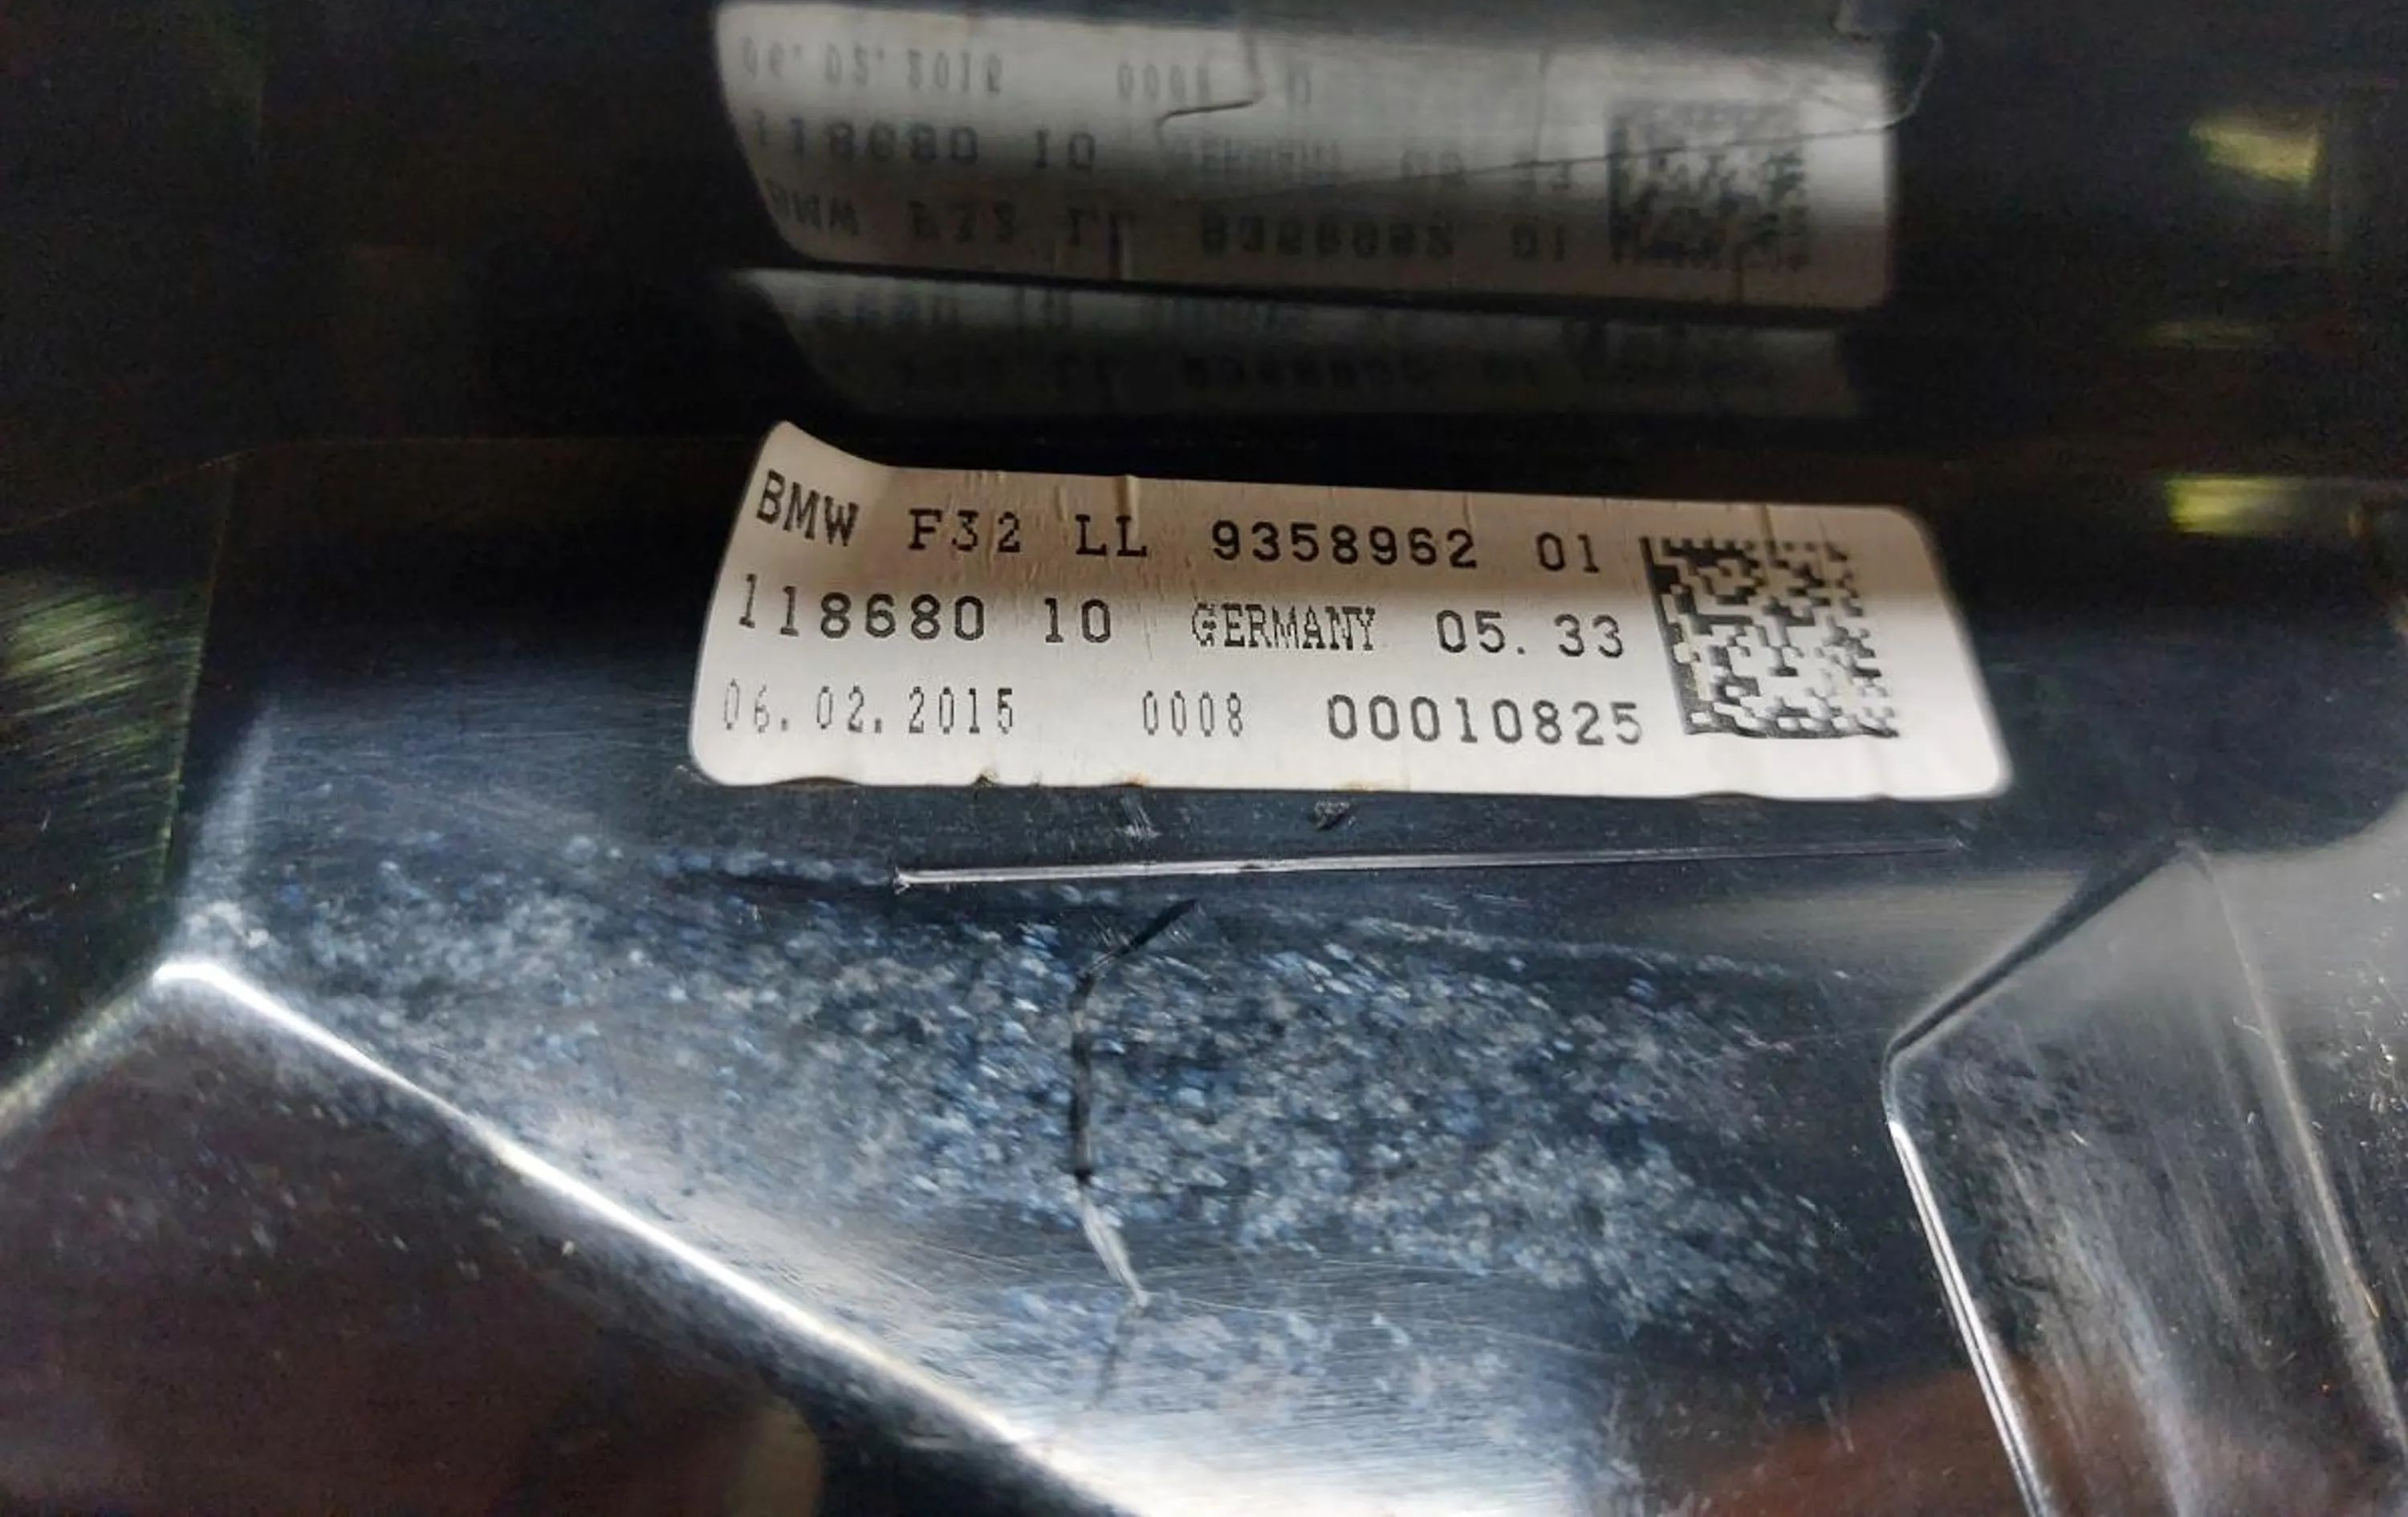 BMW F32 LL 9358962 01
118680 10 GERMANY 05. 33
06. 02. 2015 0008 00010825